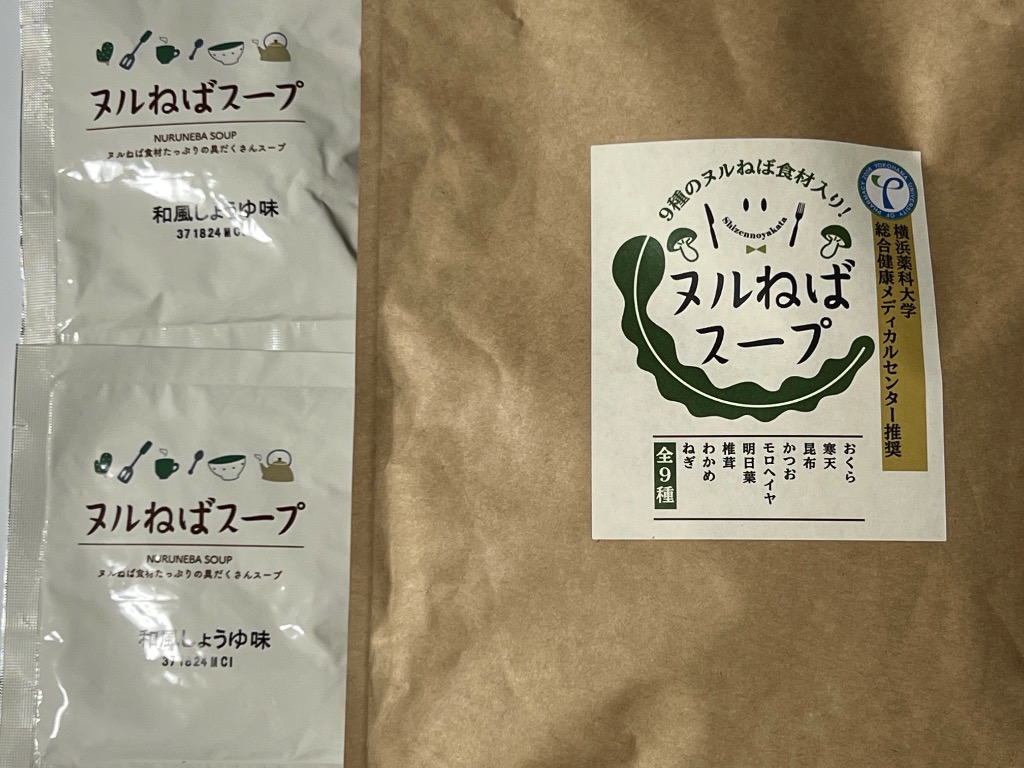 ヌルねばスープ
NURUNEBA SOUP
ヌルねば食材たっぷりの具だくさんスープ
和風しょうゆ味
ヌルねばスープ
NURUNEBA SOUP
ヌルねば食材たっぷりの具だくさんスープ
和風しょうゆ味
9種のヌルねば食材入り!
Shizennoyakata
ヌルねば
スープ
YOKOHAMA UNIVERSITY OF PHARMACY
横浜薬科大学
総合健康メディカルセンター推奨
おくら
寒天
昆布
かつお
モロヘイヤ
明日葉
椎茸
わかめ
ねぎ
全9種